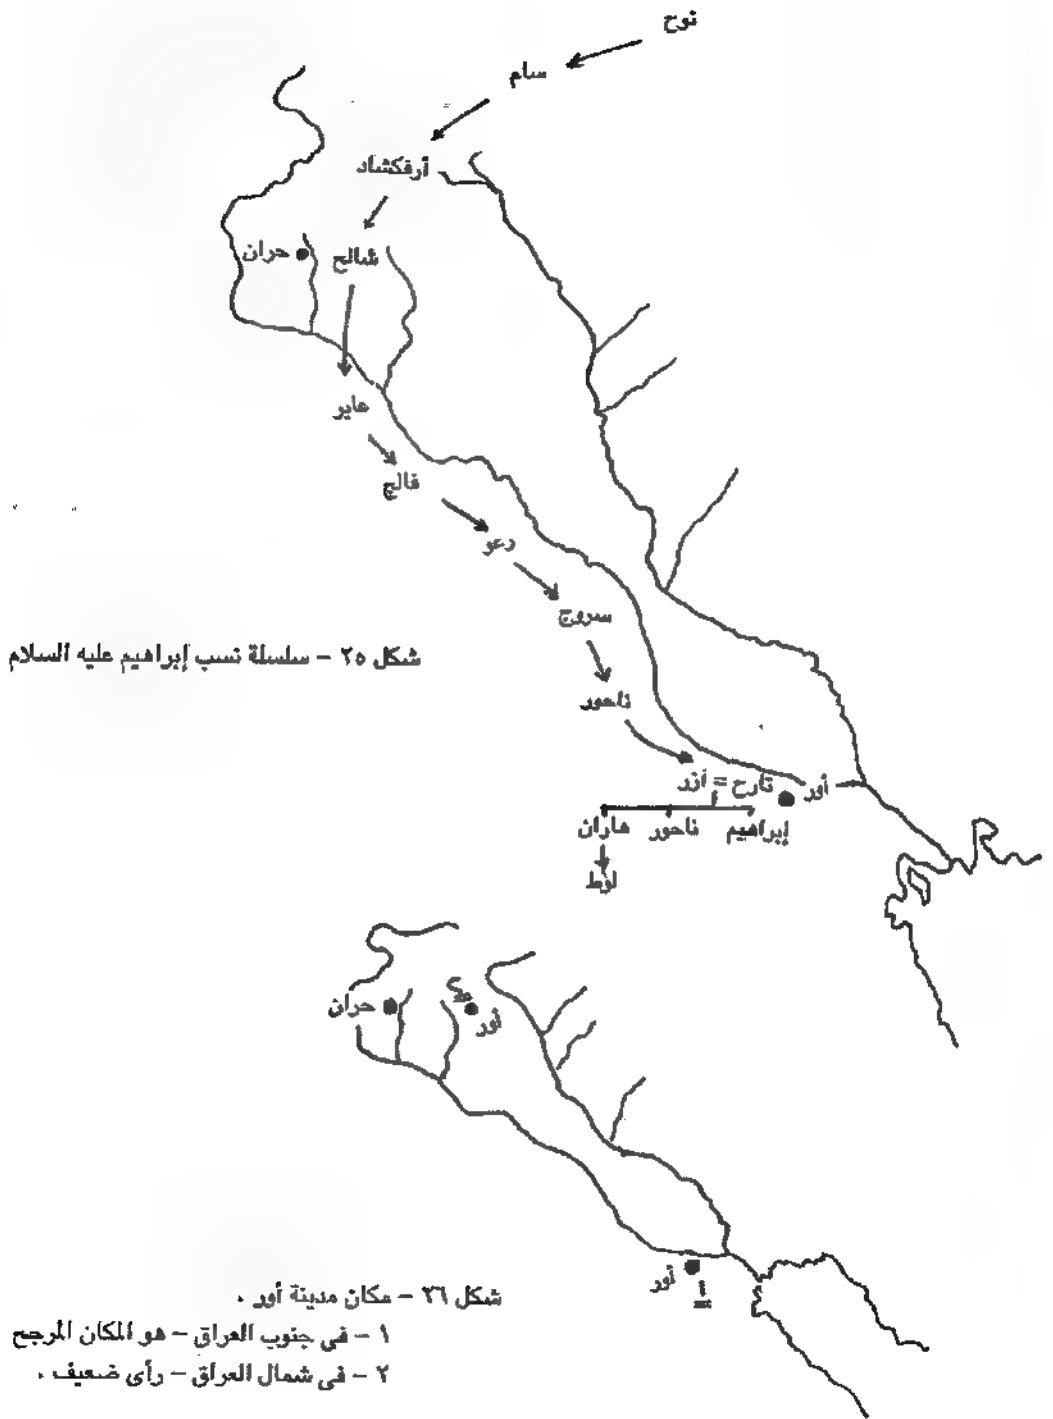 نوح
سام
أرفكشاد
حران
شالح
عابر
فالج
رعو
سروج
شكل ٢٥ – سلسلة نسب إبراهيم عليه السلام
ناحور
تارح = آزر
أور
إبراهيم ناحور هاران
لوط
حران
أور
أور
شكل ٢٦ – مكان مدينة أور .
١ – فى جنوب العراق – هو المكان المرجح
٢ – فى شمال العراق – رأى ضعيف .